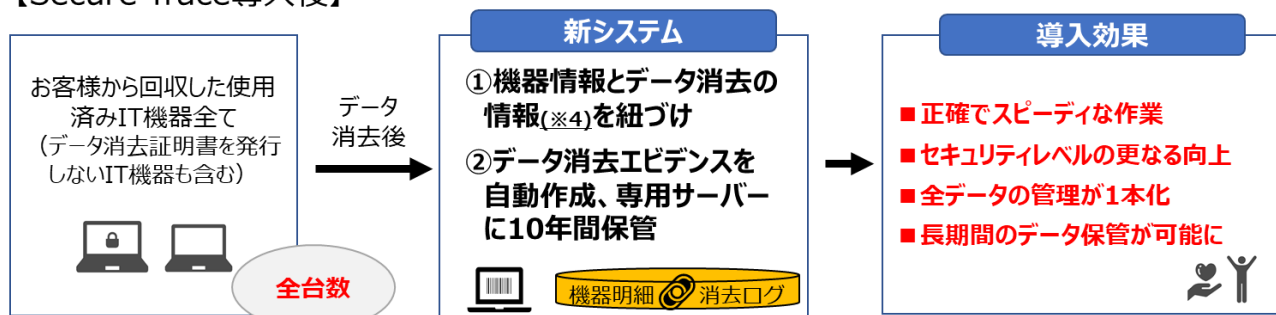 【Secure Trace導入後】
お客様から回収した使用
済みIT機器全て
(データ消去証明書を発行
しないIT機器も含む)
全台数
データ
消去後
新システム
①機器情報とデータ消去の
情報(※4)を紐づけ
②データ消去エビデンスを
自動作成、専用サーバー
に10年間保管
機器明細
消去ログ
導入効果
■正確でスピーディな作業
■セキュリティレベルの更なる向上
■全データの管理が1本化
■長期間のデータ保管が可能に